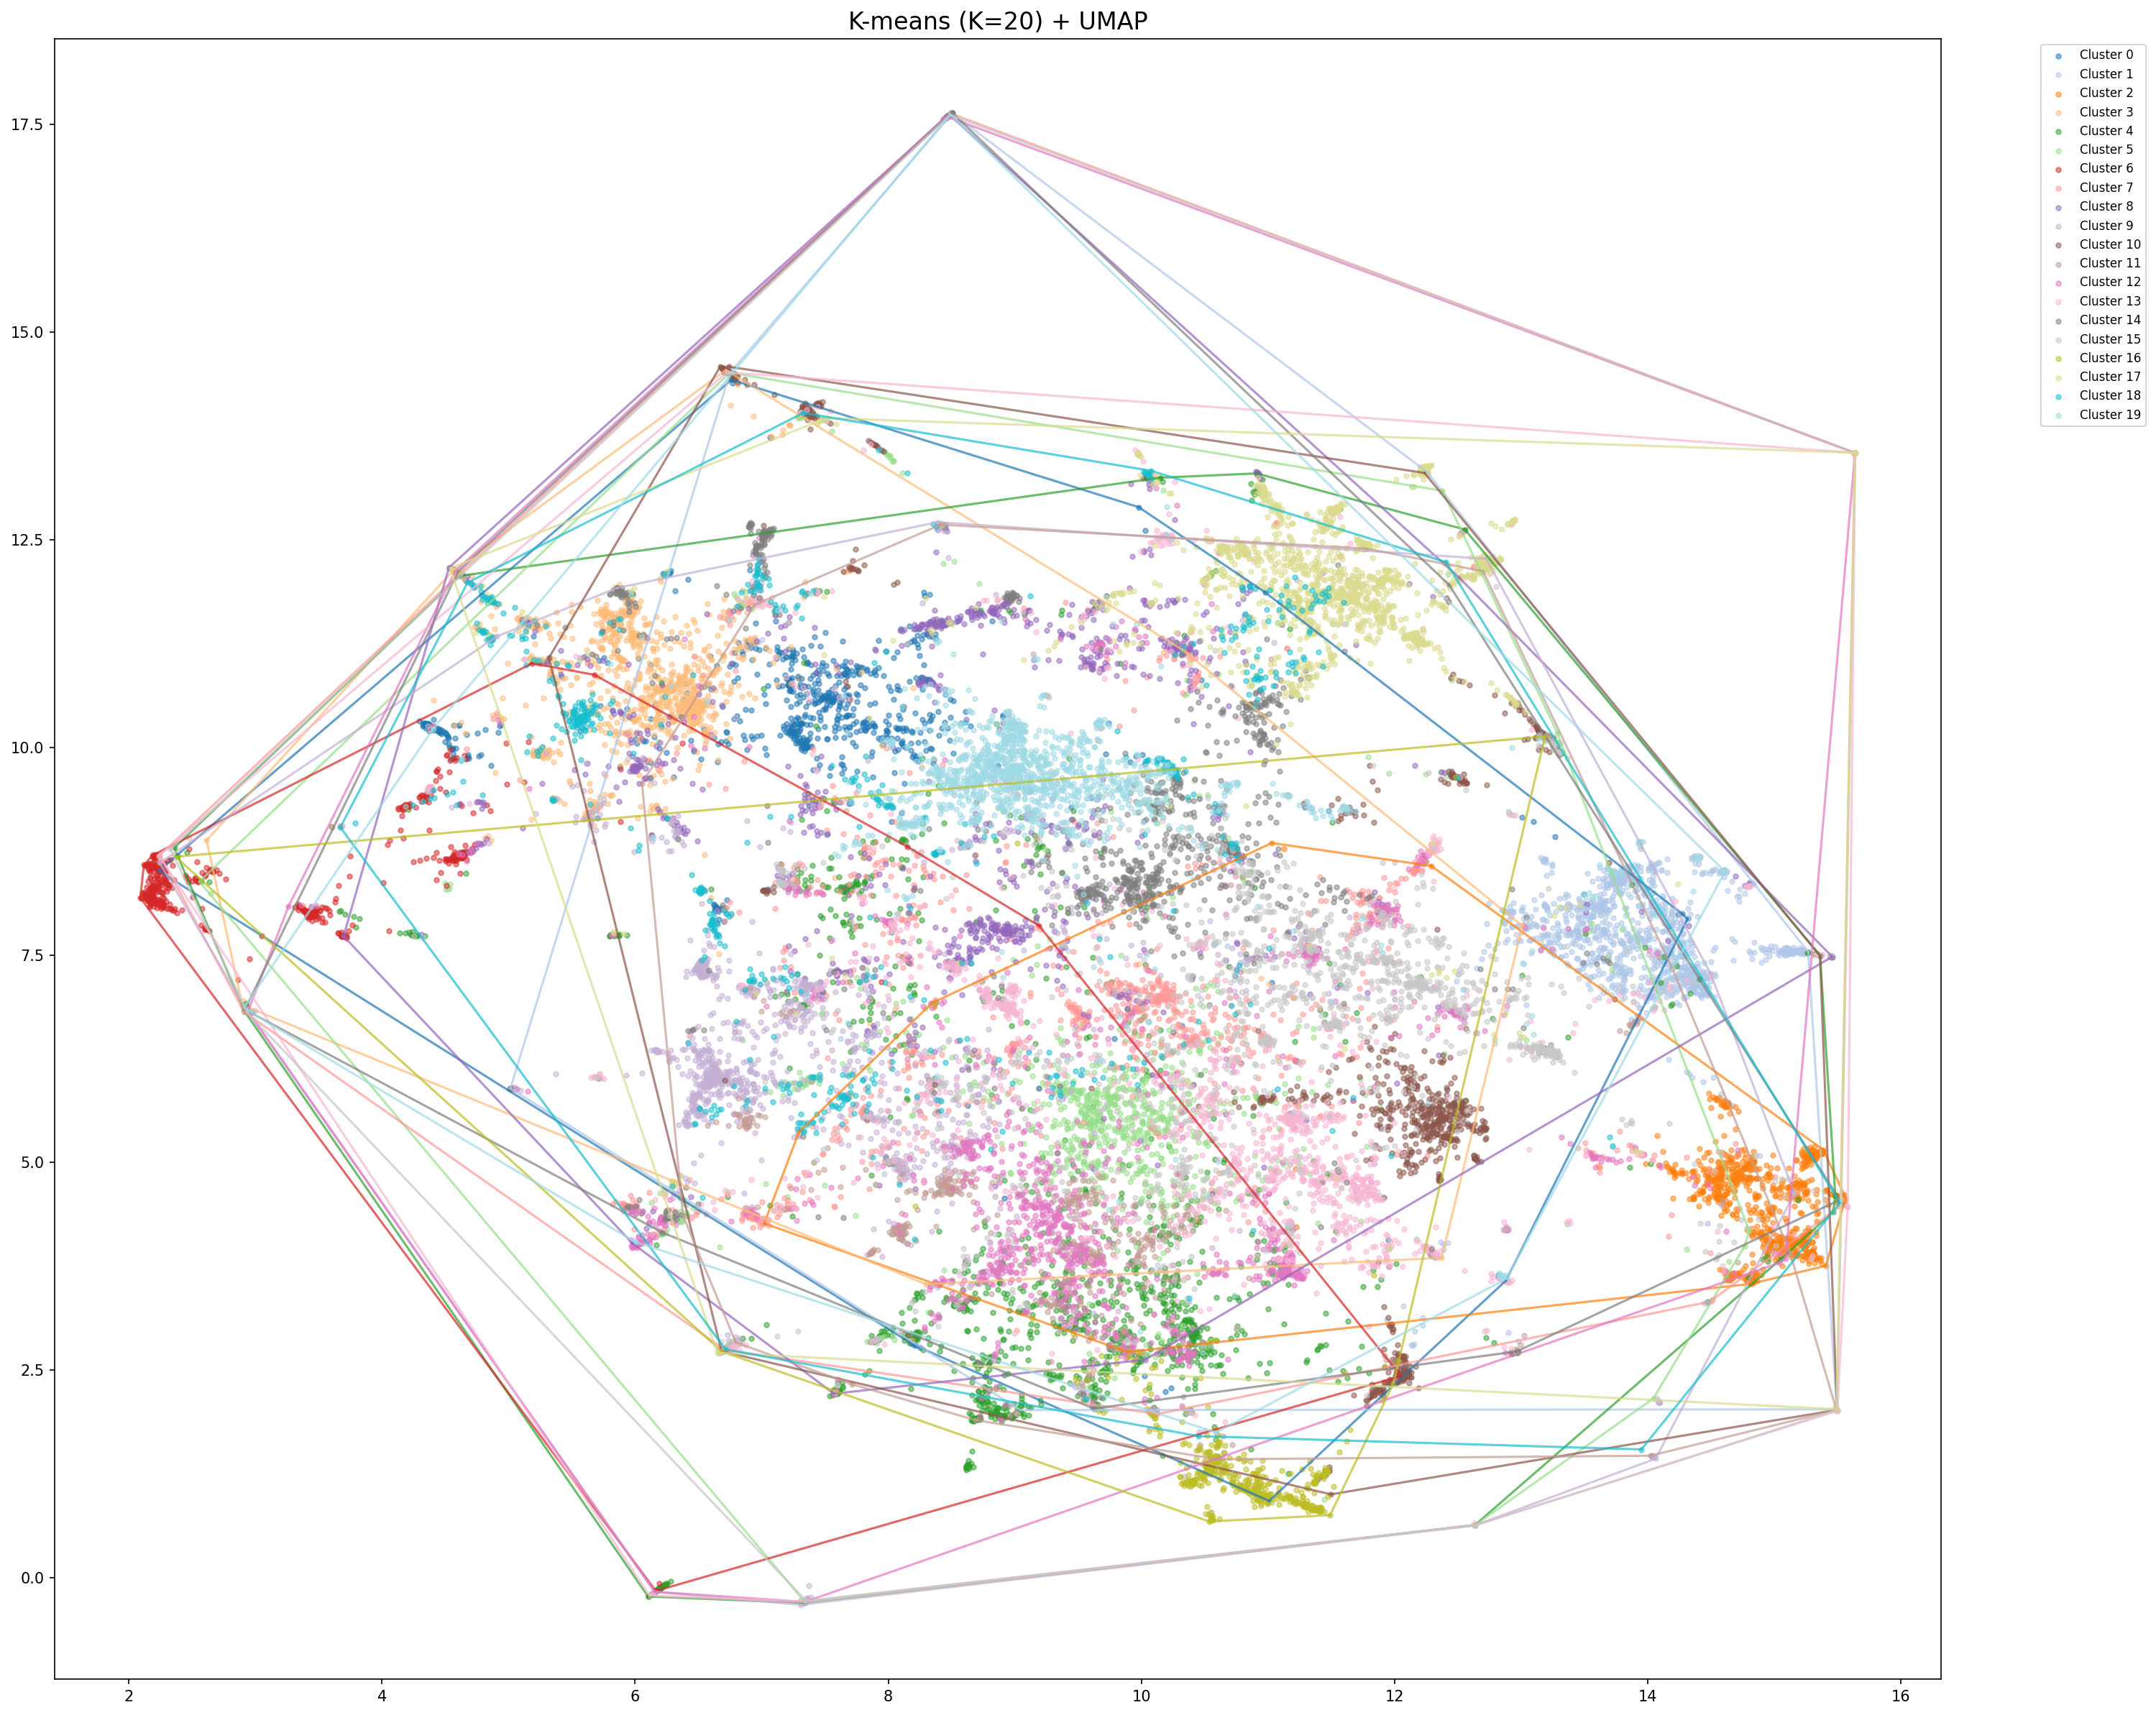 K-means (K=20) + UMAP
17.5
15.0
12.5
10.0
7.5
5.0
2.5
0.0
2 4 6 8 10 12 14 16
Cluster 0
Cluster 1
Cluster 2
Cluster 3
Cluster 4
Cluster 5
Cluster 6
Cluster 7
Cluster 8
Cluster 9
Cluster 10
Cluster 11
Cluster 12
Cluster 13
Cluster 14
Cluster 15
Cluster 16
Cluster 17
Cluster 18
Cluster 19